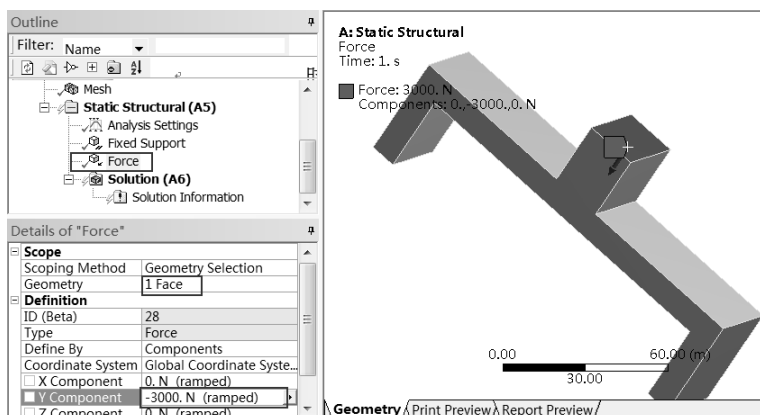 Outline
Filter: Name
Mesh
Static Structural (A5)
Analysis Settings
Fixed Support
Force
Solution (A6)
Solution Information
Details of "Force"
Scope
Scoping Method Geometry Selection
Geometry 1 Face
Definition
ID (Beta) 28
Type Force
Define By Components
Coordinate System Global Coordinate Syste...
X Component 0. N (ramped)
Y Component -3000. N (ramped)
Z Component 0. N (ramped)
A: Static Structural
Force
Time: 1. s
Force: 3000. N
Components: 0.,-3000.,0. N
0.00 60.00 (m)
30.00
Geometry Print Preview Report Preview